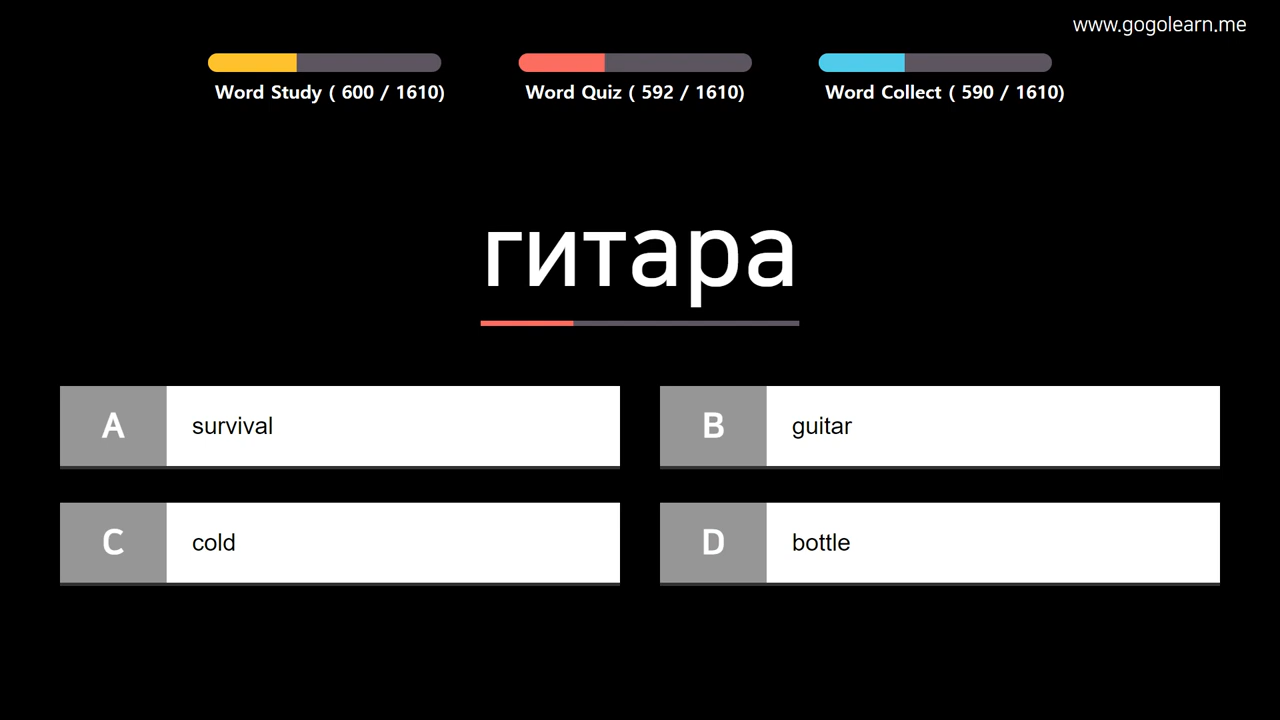 www.gogolearn.me
Word Study ( 600 / 1610)
Word Quiz ( 592 / 1610)
Word Collect ( 590 / 1610)
гитара
A survival
B guitar
C cold
D bottle